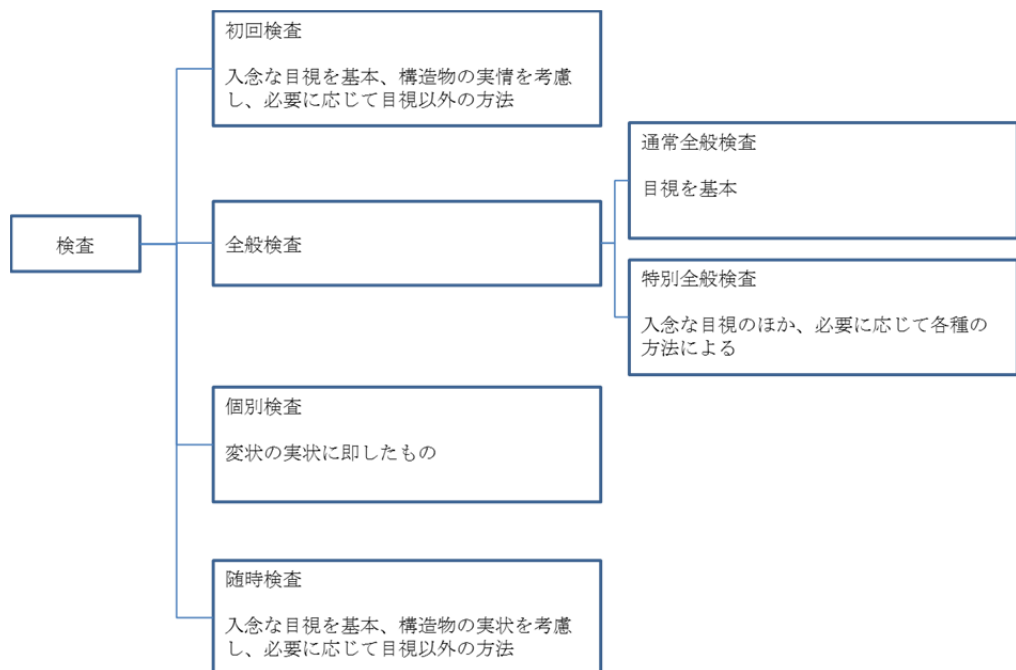 検査
初回検査
入念な目視を基本、構造物の実情を考慮
し、必要に応じて目視以外の方法
全般検査
通常全般検査
目視を基本
特別全般検査
入念な目視のほか、必要に応じて各種の
方法による
個別検査
変状の実状に即したもの
随時検査
入念な目視を基本、構造物の実状を考慮
し、必要に応じて目視以外の方法